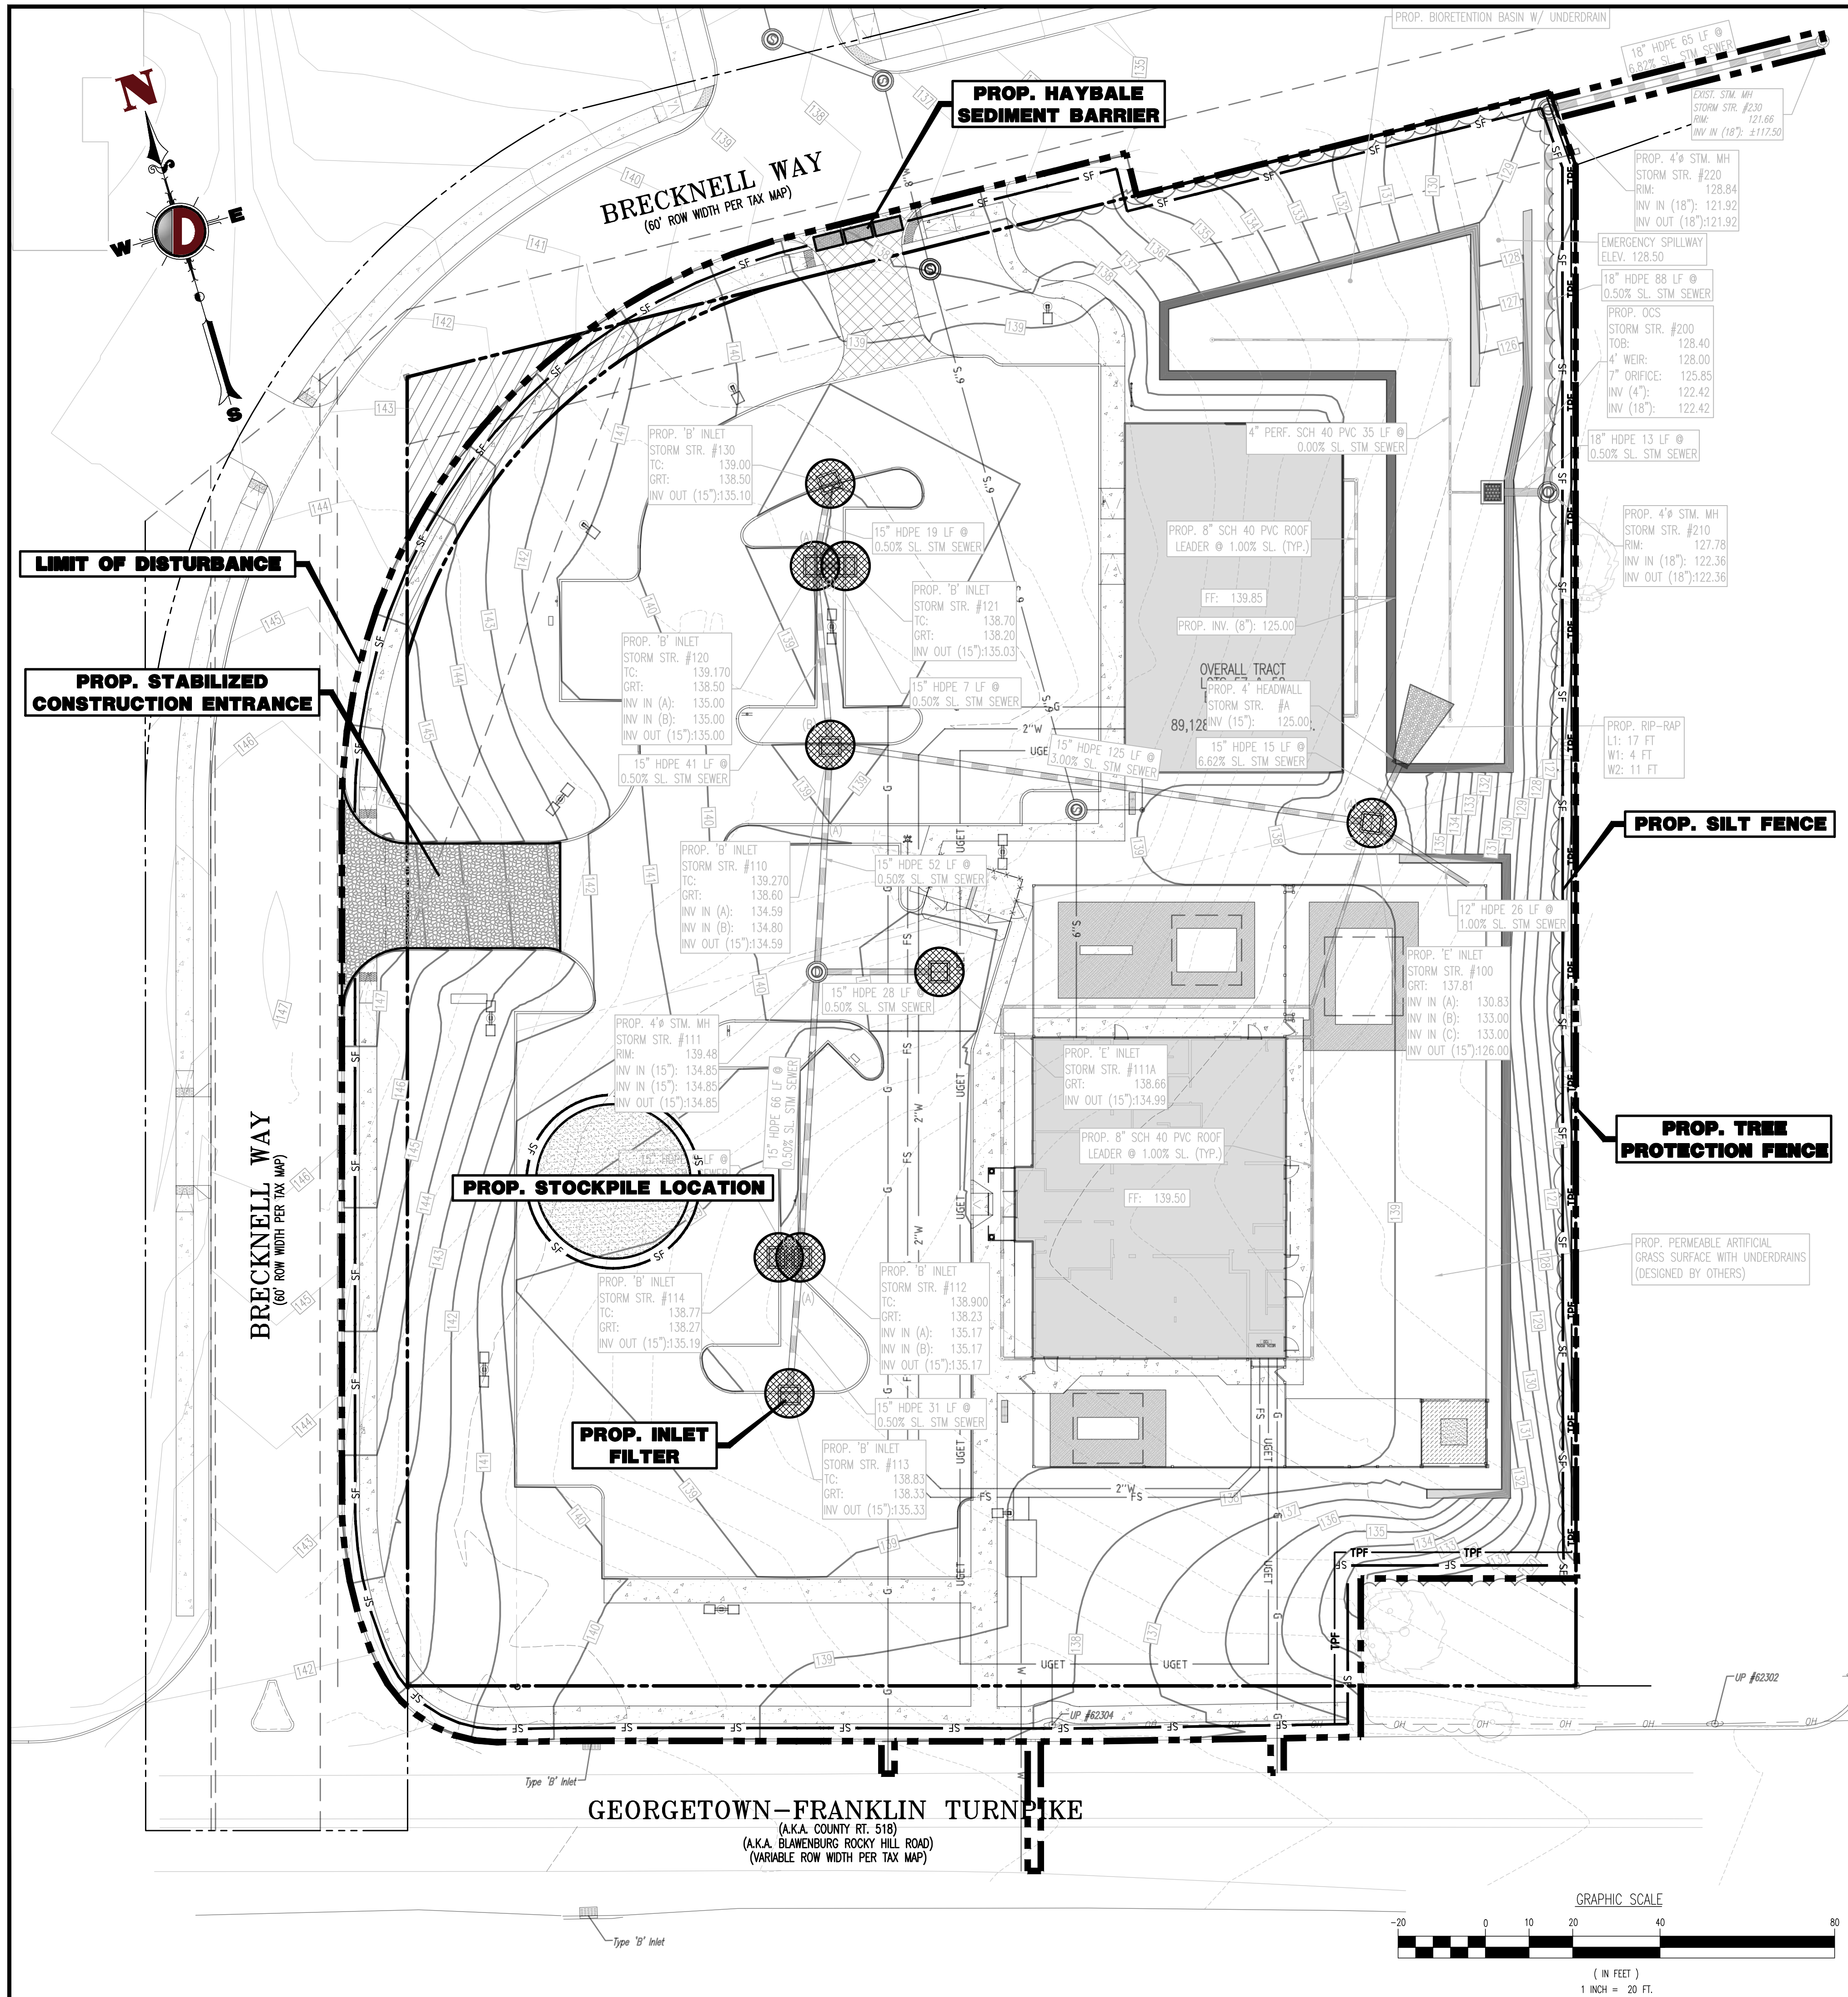 PROP. BIORETENTION BASIN W/ UNDERDRAIN
18" HDPE 65 LF @
6.82% SL. STM SEWER
EXIST. STM. MH
STORM STR. #230
RIM: 121.66
INV IN (18"): ±117.50
N
E
W
S
D
PROP. HAYBALE
SEDIMENT BARRIER
BRECKNELL WAY
(60' ROW WIDTH PER TAX MAP)
PROP. 4'ø STM. MH
STORM STR. #220
RIM: 128.84
INV IN (18"): 121.92
INV OUT (18"):121.92
EMERGENCY SPILLWAY
ELEV. 128.50
18" HDPE 88 LF @
0.50% SL. STM SEWER
PROP. OCS
STORM STR. #200
TOB: 128.40
4' WEIR: 128.00
7" ORIFICE: 125.85
INV (4"): 122.42
INV (18"): 122.42
18" HDPE 13 LF @
0.50% SL. STM SEWER
PROP. 4'ø STM. MH
STORM STR. #210
RIM: 127.78
INV IN (18"): 122.36
INV OUT (18"):122.36
PROP. 'B' INLET
STORM STR. #130
TC: 139.00
GRT: 138.50
INV OUT (15"):135.10
4" PERF. SCH 40 PVC 35 LF @
0.00% SL. STM SEWER
15" HDPE 19 LF @
0.50% SL. STM SEWER
PROP. 8" SCH 40 PVC ROOF
LEADER @ 1.00% SL. (TYP.)
LIMIT OF DISTURBANCE
PROP. 'B' INLET
STORM STR. #121
TC: 138.70
GRT: 138.20
INV OUT (15"):135.03
FF: 139.85
PROP. INV. (8"): 125.00
PROP. 'B' INLET
STORM STR. #120
TC: 139.170
GRT: 138.50
INV IN (A): 135.00
INV IN (B): 135.00
INV OUT (15"):135.00
PROP. STABILIZED
CONSTRUCTION ENTRANCE
15" HDPE 7 LF @
0.50% SL. STM SEWER
OVERALL TRACT
89,128
PROP. 4' HEADWALL
STORM STR. #A
INV (15"): 125.00
15" HDPE 41 LF @
0.50% SL. STM SEWER
15" HDPE 125 LF @
3.00% SL. STM SEWER
15" HDPE 15 LF @
6.62% SL. STM SEWER
PROP. RIP-RAP
L1: 17 FT
W1: 4 FT
W2: 11 FT
PROP. SILT FENCE
PROP. 'B' INLET
STORM STR. #110
TC: 139.270
GRT: 138.60
INV IN (A): 134.59
INV IN (B): 134.80
INV OUT (15"):134.59
15" HDPE 52 LF @
0.50% SL. STM SEWER
12" HDPE 26 LF @
1.00% SL. STM SEWER
PROP. 'E' INLET
STORM STR. #100
GRT: 137.81
INV IN (A): 130.83
INV IN (B): 133.00
INV IN (C): 133.00
INV OUT (15"):126.00
15" HDPE 28 LF @
0.50% SL. STM SEWER
PROP. 4'ø STM. MH
STORM STR. #111
RIM: 139.48
INV IN (15"): 134.85
INV IN (15"): 134.85
INV OUT (15"):134.85
15" HDPE 66 LF @
0.50% SL. STM SEWER
PROP. 'E' INLET
STORM STR. #111A
GRT: 138.66
INV OUT (15"):134.99
PROP. TREE
PROTECTION FENCE
PROP. 8" SCH 40 PVC ROOF
LEADER @ 1.00% SL. (TYP.)
FF: 139.50
PROP. STOCKPILE LOCATION
BRECKNELL WAY
(60' ROW WIDTH PER TAX MAP)
PROP. PERMEABLE ARTIFICIAL
GRASS SURFACE WITH UNDERDRAINS
(DESIGNED BY OTHERS)
PROP. 'B' INLET
STORM STR. #114
TC: 138.77
GRT: 138.27
INV OUT (15"):135.19
PROP. 'B' INLET
STORM STR. #112
TC: 138.900
GRT: 138.23
INV IN (A): 135.17
INV IN (B): 135.17
INV OUT (15"):135.17
15" HDPE 31 LF @
0.50% SL. STM SEWER
PROP. INLET
FILTER
PROP. 'B' INLET
STORM STR. #113
TC: 138.83
GRT: 138.33
INV OUT (15"):135.33
TPF
TPF
UGET
UGET
UP #62302
UP #62304
Type 'B' Inlet
GEORGETOWN-FRANKLIN TURNPIKE
(A.K.A. COUNTY RT. 518)
(A.K.A. BLAWENBURG ROCKY HILL ROAD)
(VARIABLE ROW WIDTH PER TAX MAP)
Type 'B' Inlet
GRAPHIC SCALE
-20 0 10 20 40 80
( IN FEET )
1 INCH = 20 FT.